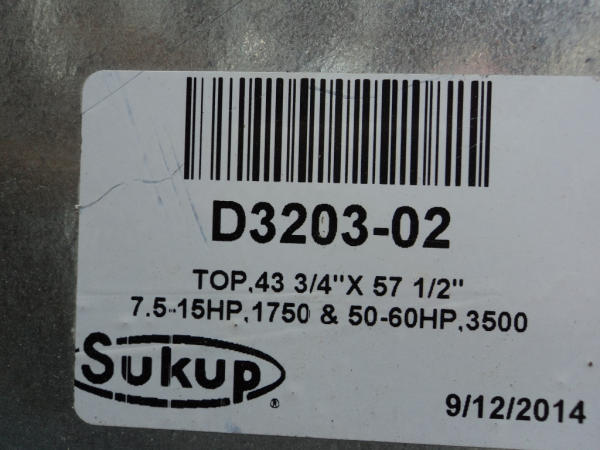 D3203-02
TOP,43 3/4"X 57 1/2"
7.5-15HP,1750 & 50-60HP,3500
Sukup®
9/12/2014